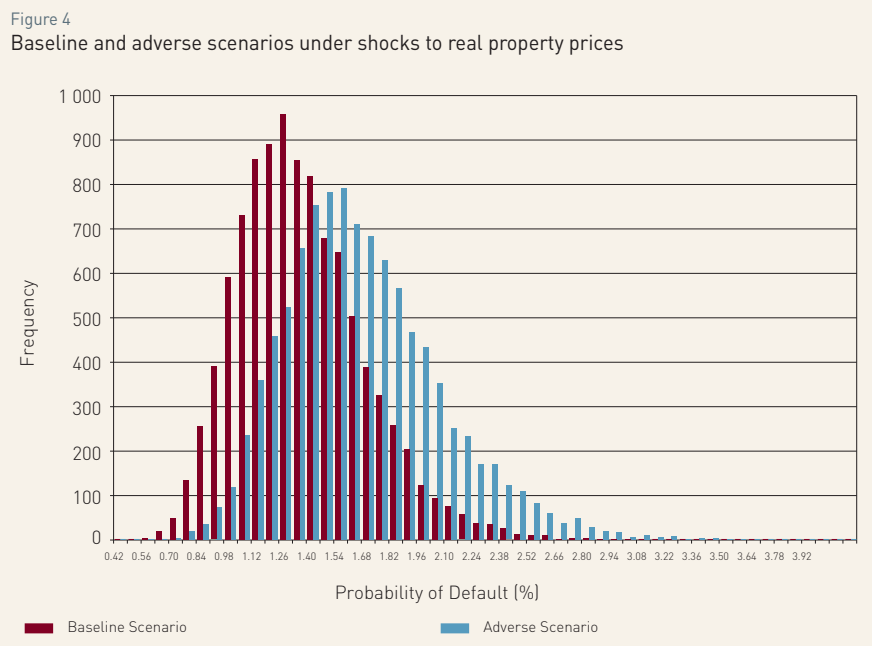 Figure 4
Baseline and adverse scenarios under shocks to real property prices
1 000
900
800
700
600
500
400
300
200
100
0
Frequency
0.42 0.56 0.70 0.84 0.98 1.12 1.26 1.40 1.54 1.68 1.82 1.96 2.10 2.24 2.38 2.52 2.66 2.80 2.94 3.08 3.22 3.36 3.50 3.64 3.78 3.92
Probability of Default (%)
Baseline Scenario Adverse Scenario